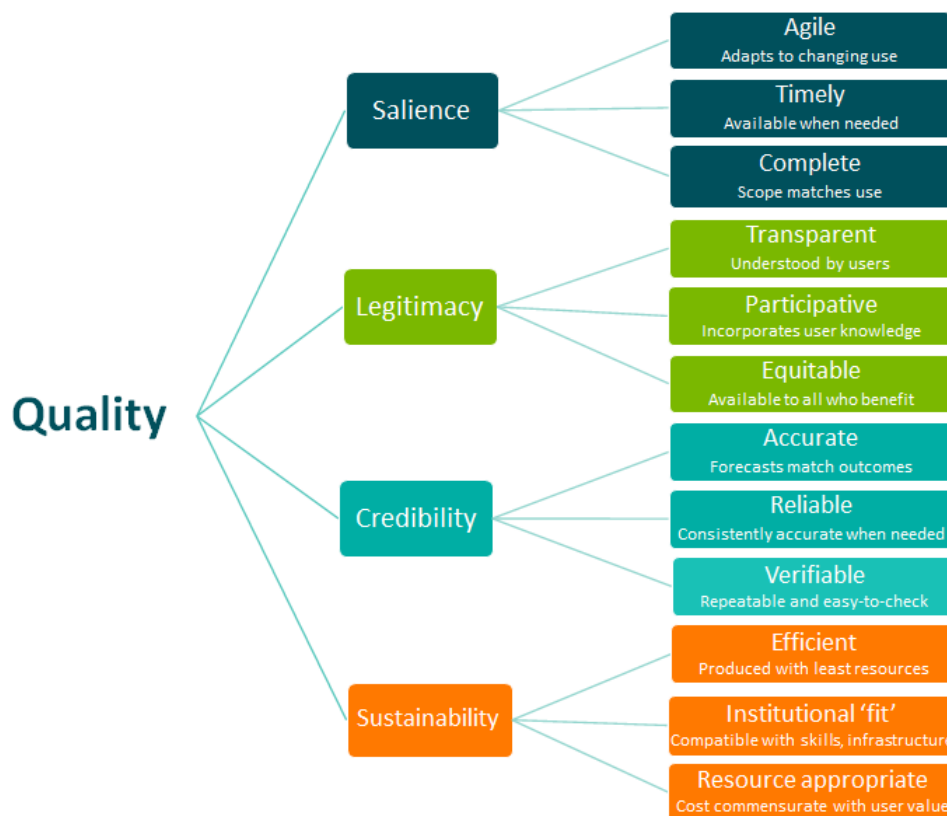 Quality
Salience
Agile
Adapts to changing use
Timely
Available when needed
Complete
Scope matches use
Legitimacy
Transparent
Understood by users
Participative
Incorporates user knowledge
Equitable
Available to all who benefit
Credibility
Accurate
Forecasts match outcomes
Reliable
Consistently accurate when needed
Verifiable
Repeatable and easy-to-check
Sustainability
Efficient
Produced with least resources
Institutional ‘fit’
Compatible with skills, infrastructure
Resource appropriate
Cost commensurate with user value